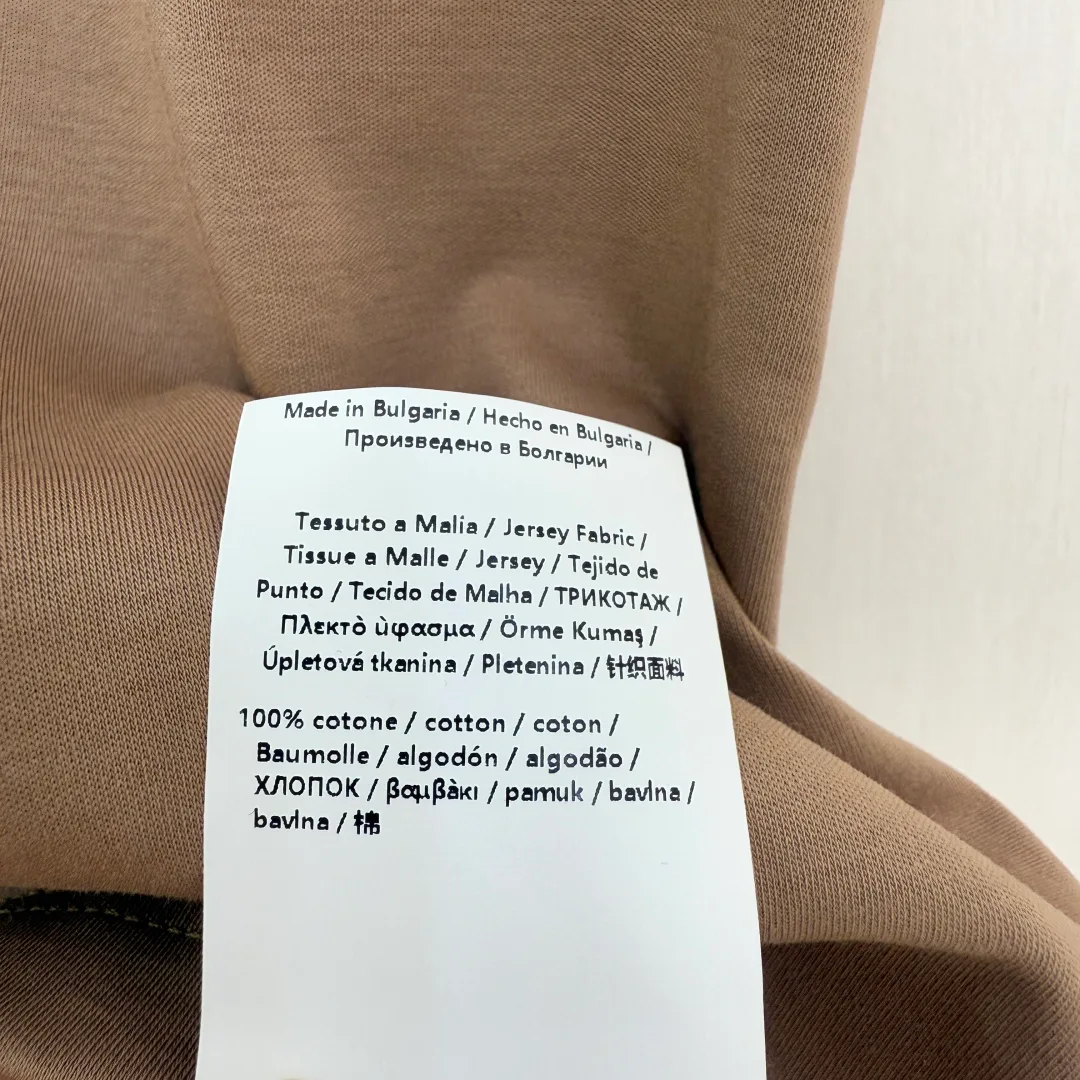 Made in Bulgaria / Hecho en Bulgaria /
Произведено в Болгарии
Tessuto a Malia / Jersey Fabric /
Tissue a Malle / Jersey / Tejido de
Punto / Tecido de Malha / ТРИКОТАЖ /
Πλεκτὸ ὺφασμα / Örme Kumaş /
Úpletová tkanina / Pletenina / 针织面料
100% cotone / cotton / coton /
Baumolle / algodón / algodão /
ХЛОПОК / βαμβὰκι / pamuk / bavlna /
bavlna / 棉